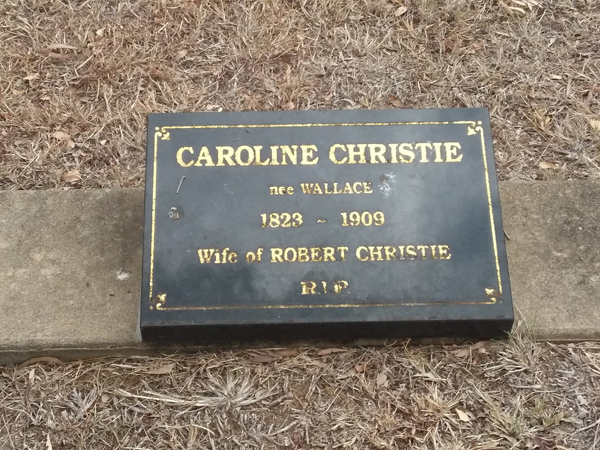 CAROLINE CHRISTIE
nee WALLACE
1823 ~ 1909
Wife of ROBERT CHRISTIE
R.I.P.